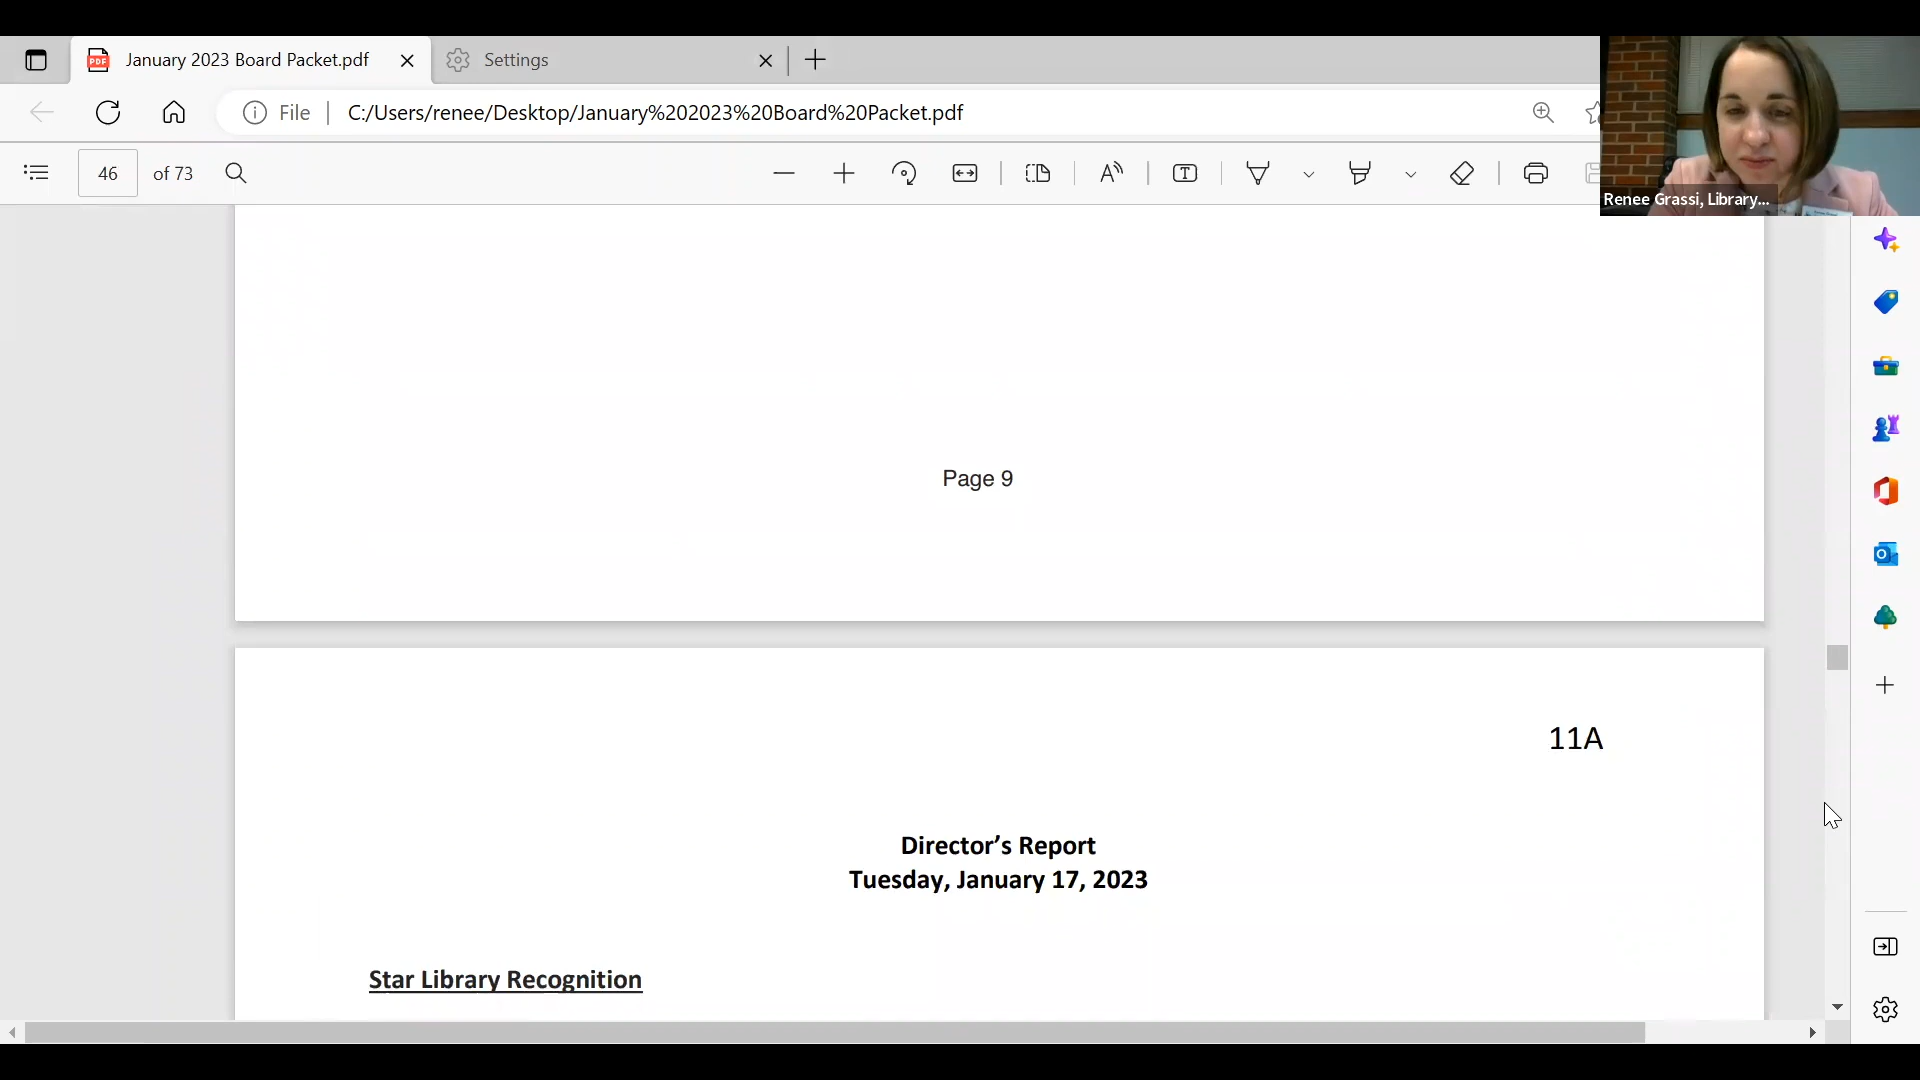 January 2023 Board Packet.pdf
Settings
File
C:/Users/renee/Desktop/January%202023%20Board%20Packet.pdf
46 of 73
Renee Grassi, Library...
Page 9
11A
Director's Report
Tuesday, January 17, 2023
Star Library Recognition